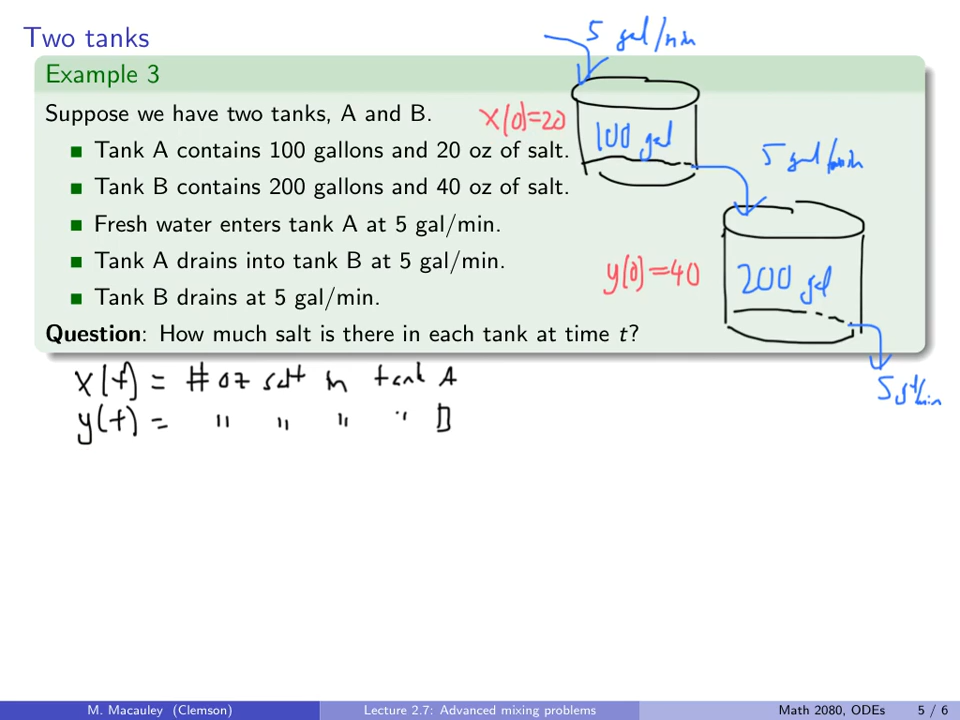 Two tanks
5 gal/min
Example 3
Suppose we have two tanks, A and B.
x(0)=20
100 gal
Tank A contains 100 gallons and 20 oz of salt.
5 gal/min
Tank B contains 200 gallons and 40 oz of salt.
Fresh water enters tank A at 5 gal/min.
Tank A drains into tank B at 5 gal/min.
y(0)=40
200 gal
Tank B drains at 5 gal/min.
Question: How much salt is there in each tank at time t?
x(t) = # oz salt in tank A
5 gal/min
y(t) = " " " " B
M. Macauley (Clemson) Lecture 2.7: Advanced mixing problems Math 2080, ODEs 5 / 6